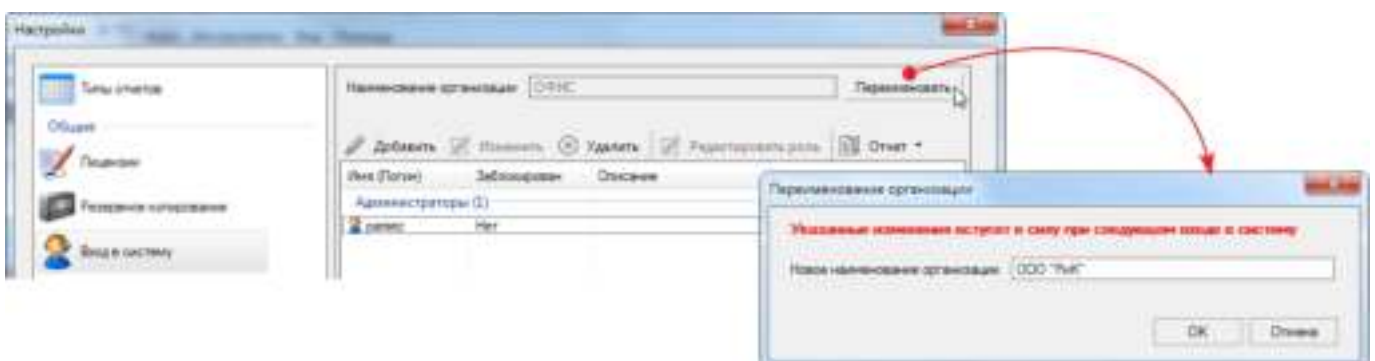 Настройки
Типы отчетов
Наименование организации ОФИС Переименовать
Общие
Добавить Изменить Удалить Редактировать роль Отчет
Лицензии
Имя (Логин) Заблокирован Описание
Администраторы (1)
Резервное копирование
Нет
Вход в систему
Переименование организации
Указанные изменения вступят в силу при следующем входе в систему
Новое наименование организации ООО
OK Отмена